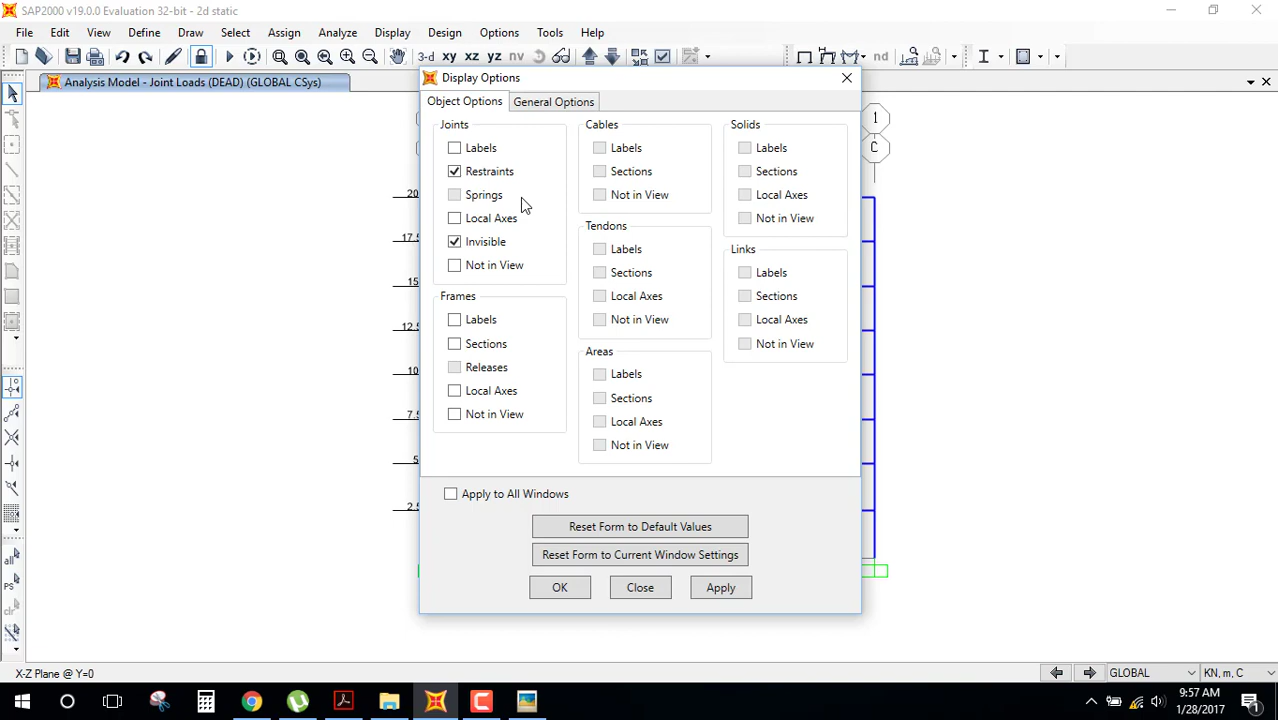 SAP2000 v19.0.0 Evaluation 32-bit - 2d static
File Edit View Define Draw Select Assign Analyze Display Design Options Tools Help
3-d xy xz yz nv nd
Analysis Model - Joint Loads (DEAD) (GLOBAL CSys)
Display Options
Object Options General Options
Joints
Labels
Restraints
Springs
Local Axes
Invisible
Not in View
Frames
Labels
Sections
Releases
Local Axes
Not in View
Cables
Labels
Sections
Not in View
Tendons
Labels
Sections
Local Axes
Not in View
Areas
Labels
Sections
Local Axes
Not in View
Solids
Labels
Sections
Local Axes
Not in View
Links
Labels
Sections
Local Axes
Not in View
Apply to All Windows
Reset Form to Default Values
Reset Form to Current Window Settings
OK Close Apply
1
C
20
17.5
15
12.5
10
7.5
5
2.5
all
PS
clr
X-Z Plane @ Y=0
GLOBAL
KN, m, C
9:57 AM
1/28/2017
1